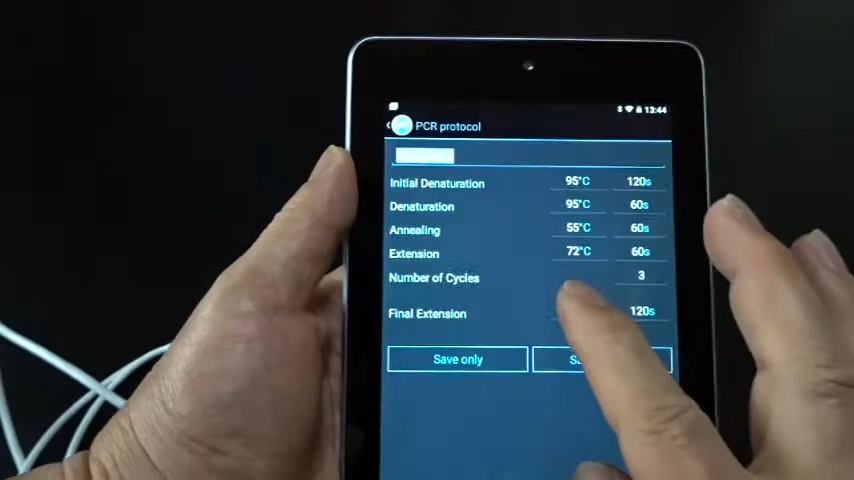 13:44
PCR protocol
Initial Denaturation 95°C 120s
Denaturation 95°C 60s
Annealing 55°C 60s
Extension 72°C 60s
Number of Cycles 3
Final Extension 120s
Save only